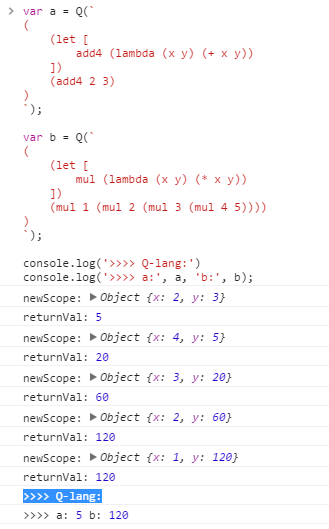 > var a = Q(`
(
(let [
add4 (lambda (x y) (+ x y))
])
(add4 2 3)
)
`);
var b = Q(`
(
(let [
mul (lambda (x y) (* x y))
])
(mul 1 (mul 2 (mul 3 (mul 4 5))))
)
`);
console.log('>>>> Q-lang:')
console.log('>>>> a:', a, 'b:', b);
newScope: ▶Object {x: 2, y: 3}
returnVal: 5
newScope: ▶Object {x: 4, y: 5}
returnVal: 20
newScope: ▶Object {x: 3, y: 20}
returnVal: 60
newScope: ▶Object {x: 2, y: 60}
returnVal: 120
newScope: ▶Object {x: 1, y: 120}
returnVal: 120
>>>> Q-lang:
>>>> a: 5 b: 120